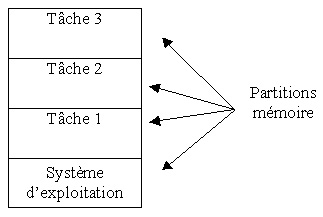 Tâche 3
Tâche 2
Tâche 1
Système
d'exploitation
Partitions
mémoire